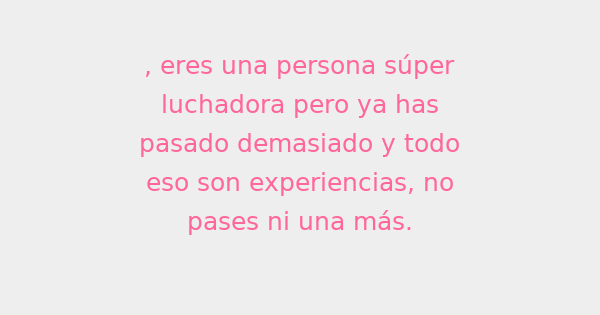 , eres una persona súper
luchadora pero ya has
pasado demasiado y todo
eso son experiencias, no
pases ni una más.